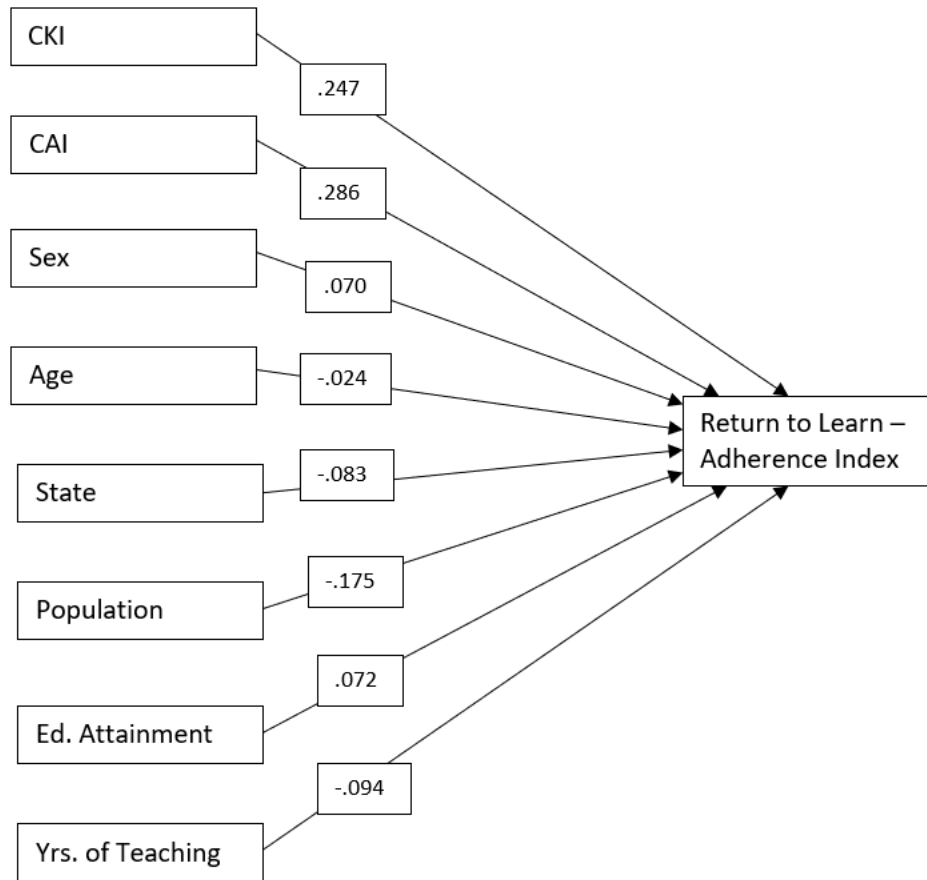 CKI
.247
CAI
.286
Sex
.070
Age
-.024
State
-.083
Population
-.175
Ed. Attainment
.072
Yrs. of Teaching
-.094
Return to Learn –
Adherence Index